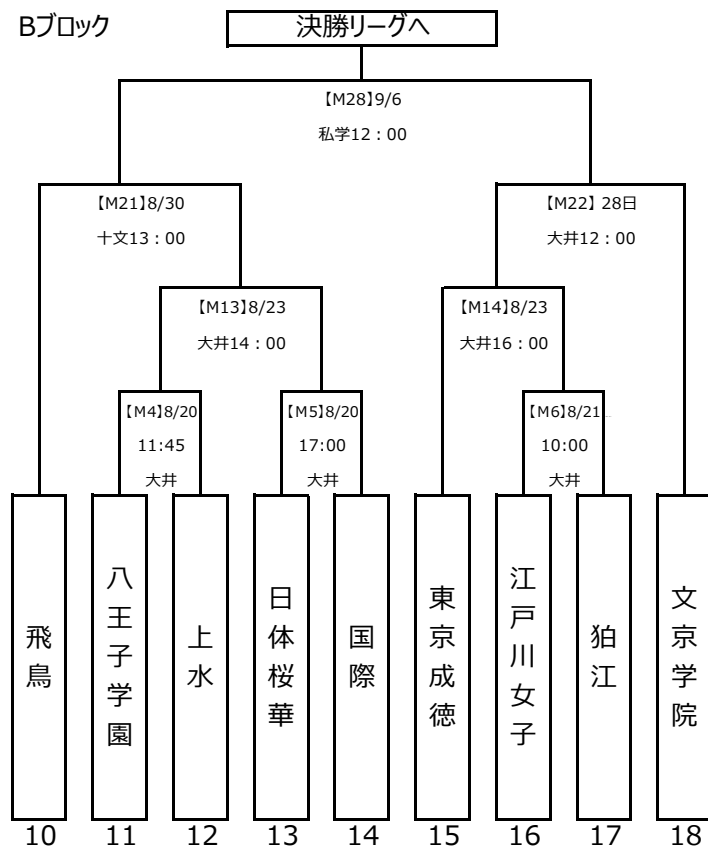 Bブロック
決勝リーグへ
【M28】9/6
私学12：00
【M21】8/30
十文13：00
【M22】 28日
大井12：00
【M13】8/23
大井14：00
【M14】8/23
大井16：00
【M4】8/20
11:45
大井
【M5】8/20
17:00
大井
【M6】8/21
10:00
大井
飛鳥
八王子学園
上水
日体桜華
国際
東京成徳
江戸川女子
狛江
文京学院
10
11
12
13
14
15
16
17
18